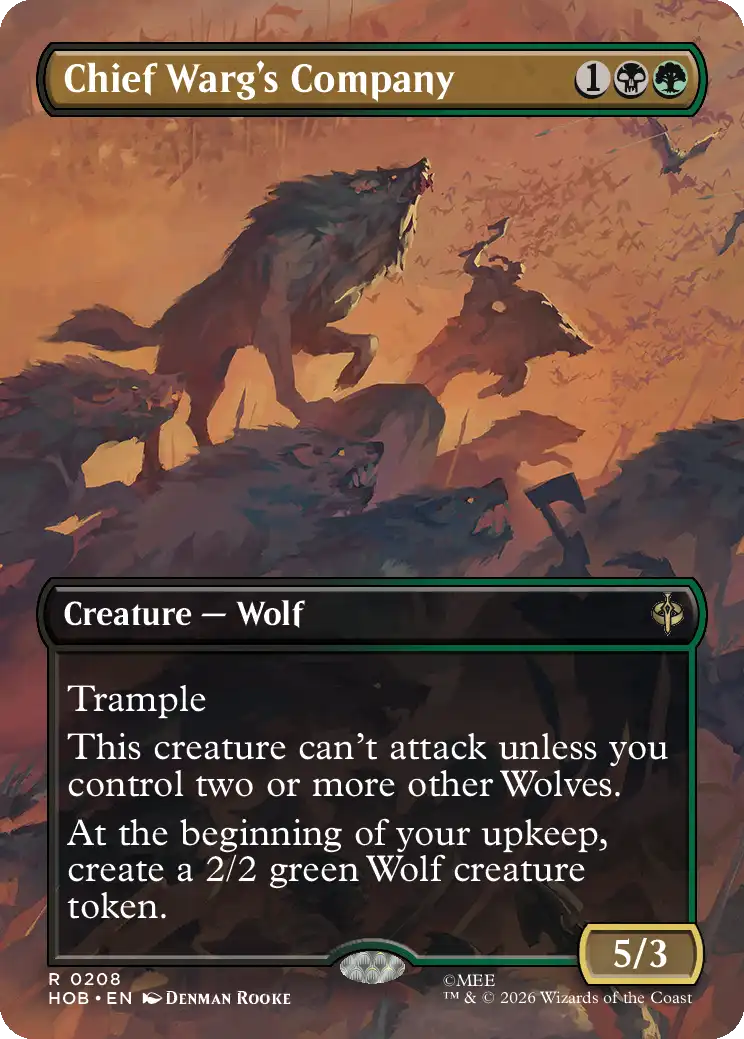 Chief Warg's Company
1
Creature — Wolf
Trample
This creature can't attack unless you
control two or more other Wolves.
At the beginning of your upkeep,
create a 2/2 green Wolf creature
token.
5/3
R 0208
HOB • EN Denman Rooke
©MEE
™ & © 2026 Wizards of the Coast